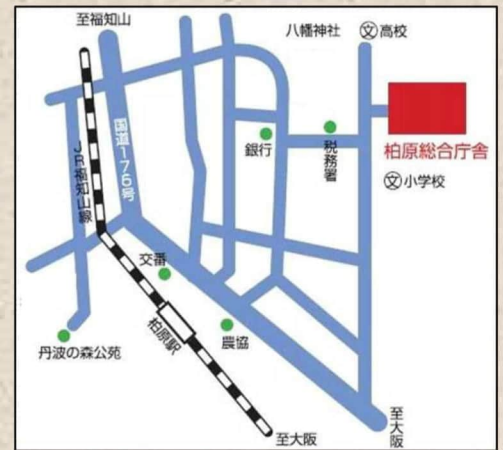 至福知山
八幡神社
文高校
国道176号
JR福知山線
銀行
税務署
柏原総合庁舎
文小学校
交番
柏原駅
農協
丹波の森公苑
至大阪
至大阪